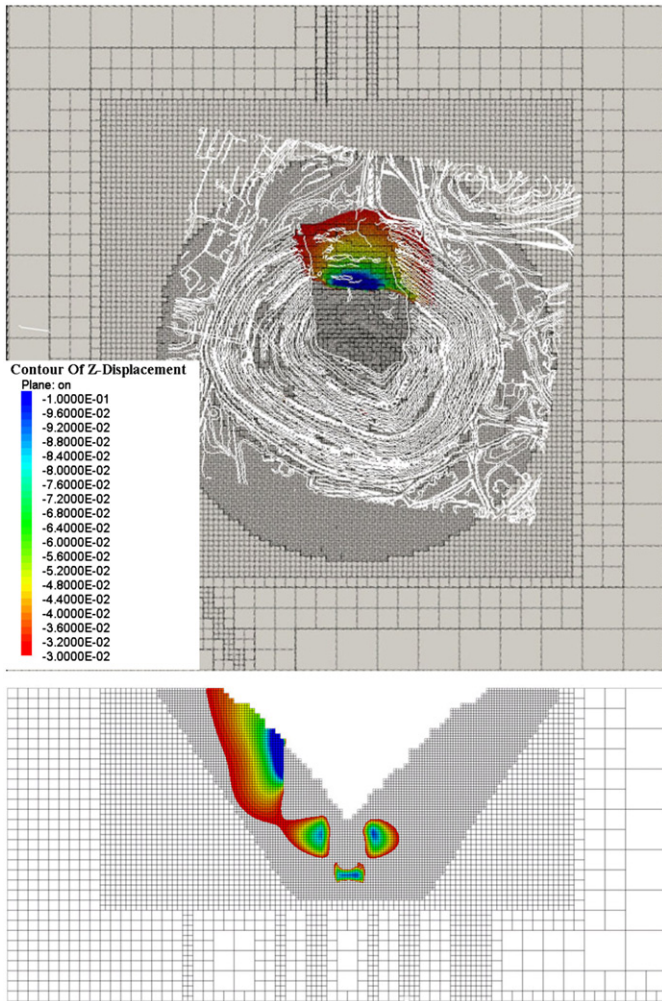 Contour Of Z-Displacement
Plane: on
-1.0000E-01
-9.6000E-02
-9.2000E-02
-8.8000E-02
-8.4000E-02
-8.0000E-02
-7.6000E-02
-7.2000E-02
-6.8000E-02
-6.4000E-02
-6.0000E-02
-5.6000E-02
-5.2000E-02
-4.8000E-02
-4.4000E-02
-4.0000E-02
-3.6000E-02
-3.2000E-02
-3.0000E-02